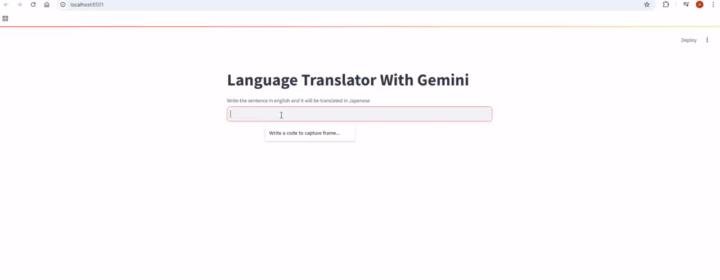 localhost:8501
Deploy
Language Translator With Gemini
Write the sentence in english and it will be translated in Japanese
Write a code to capture frame...